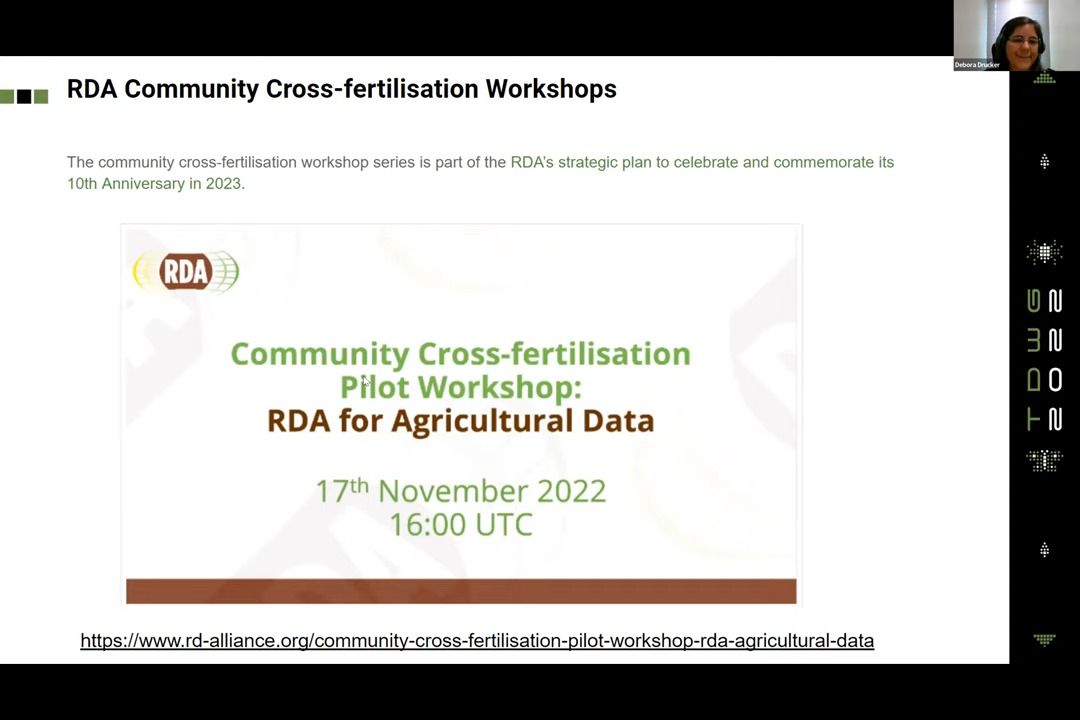 Debora Drucker
RDA Community Cross-fertilisation Workshops
The community cross-fertilisation workshop series is part of the RDA’s strategic plan to celebrate and commemorate its
10th Anniversary in 2023.
RDA
Community Cross-fertilisation
Pilot Workshop:
RDA for Agricultural Data
17th November 2022
16:00 UTC
https://www.rd-alliance.org/community-cross-fertilisation-pilot-workshop-rda-agricultural-data
TDWG
2022